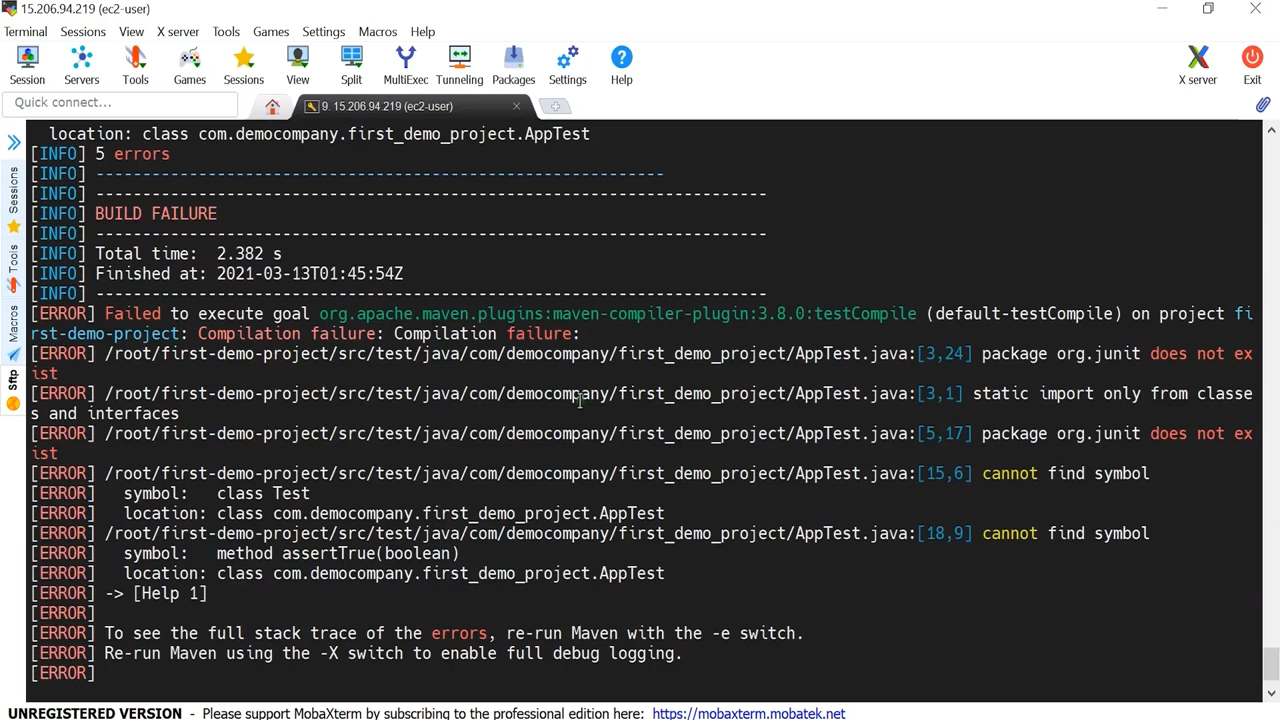 15.206.94.219 (ec2-user)
Terminal Sessions View X server Tools Games Settings Macros Help
Session Servers Tools Games Sessions View Split MultiExec Tunneling Packages Settings Help X server Exit
Quick connect...
9. 15.206.94.219 (ec2-user)
Sessions
Tools
Macros
Sftp
location: class com.democompany.first_demo_project.AppTest
[INFO] 5 errors
[INFO] -------------------------------------------------------------
[INFO] ------------------------------------------------------------------------
[INFO] BUILD FAILURE
[INFO] ------------------------------------------------------------------------
[INFO] Total time:  2.382 s
[INFO] Finished at: 2021-03-13T01:45:54Z
[INFO] ------------------------------------------------------------------------
[ERROR] Failed to execute goal org.apache.maven.plugins:maven-compiler-plugin:3.8.0:testCompile (default-testCompile) on project fi
rst-demo-project: Compilation failure: Compilation failure:
[ERROR] /root/first-demo-project/src/test/java/com/democompany/first_demo_project/AppTest.java:[3,24] package org.junit does not ex
ist
[ERROR] /root/first-demo-project/src/test/java/com/democompany/first_demo_project/AppTest.java:[3,1] static import only from classe
s and interfaces
[ERROR] /root/first-demo-project/src/test/java/com/democompany/first_demo_project/AppTest.java:[5,17] package org.junit does not ex
ist
[ERROR] /root/first-demo-project/src/test/java/com/democompany/first_demo_project/AppTest.java:[15,6] cannot find symbol
[ERROR]   symbol:   class Test
[ERROR]   location: class com.democompany.first_demo_project.AppTest
[ERROR] /root/first-demo-project/src/test/java/com/democompany/first_demo_project/AppTest.java:[18,9] cannot find symbol
[ERROR]   symbol:   method assertTrue(boolean)
[ERROR]   location: class com.democompany.first_demo_project.AppTest
[ERROR] -> [Help 1]
[ERROR]
[ERROR] To see the full stack trace of the errors, re-run Maven with the -e switch.
[ERROR] Re-run Maven using the -X switch to enable full debug logging.
[ERROR]
UNREGISTERED VERSION - Please support MobaXterm by subscribing to the professional edition here: https://mobaxterm.mobatek.net